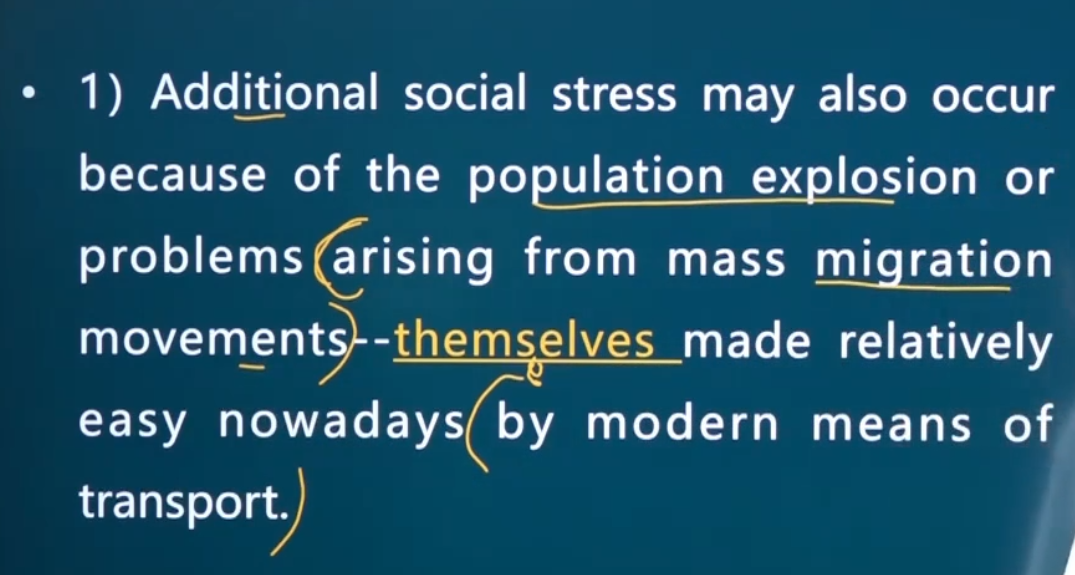 • 1) Additional social stress may also occur
because of the population explosion or
problems arising from mass migration
movements--themselves made relatively
easy nowadays by modern means of
transport.